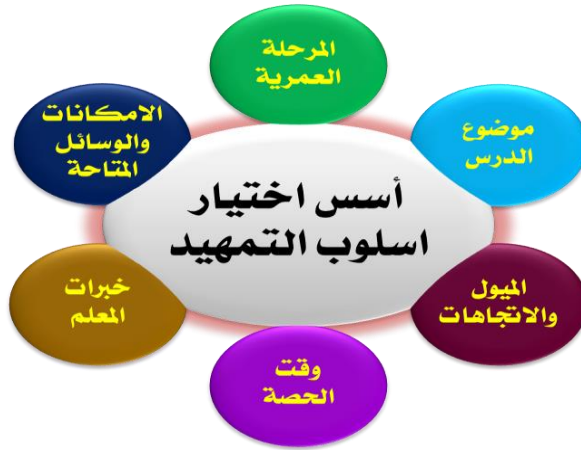 المرحلة
العمرية
موضوع
الدرس
الميول
والاتجاهات
وقت
الحصة
خبرات
المعلم
الامكانات
والوسائل
المتاحة
أسس اختيار
اسلوب التمهيد